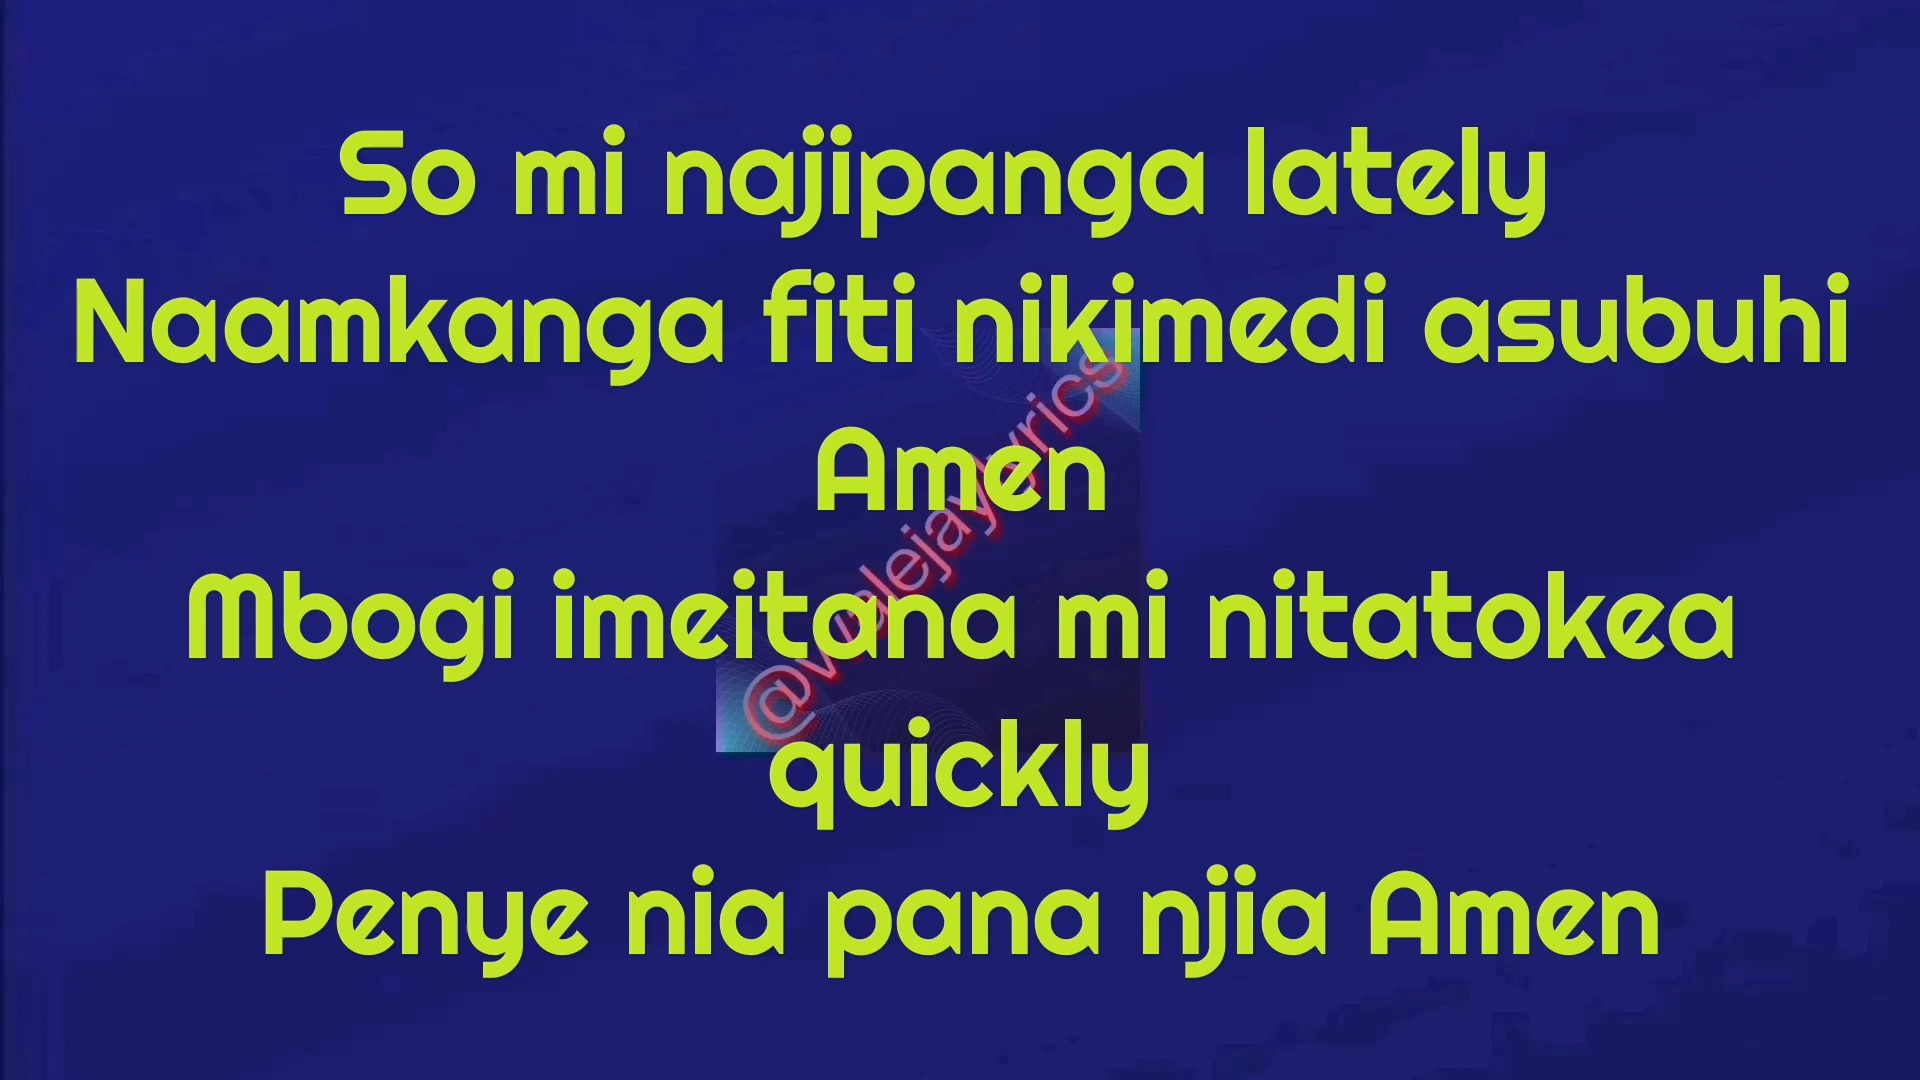 So mi najipanga lately
Naamkanga fiti nikimedi asubuhi
Amen
Mbogi imeitana mi nitatokea
quickly
Penye nia pana njia Amen
@valejaylyrics